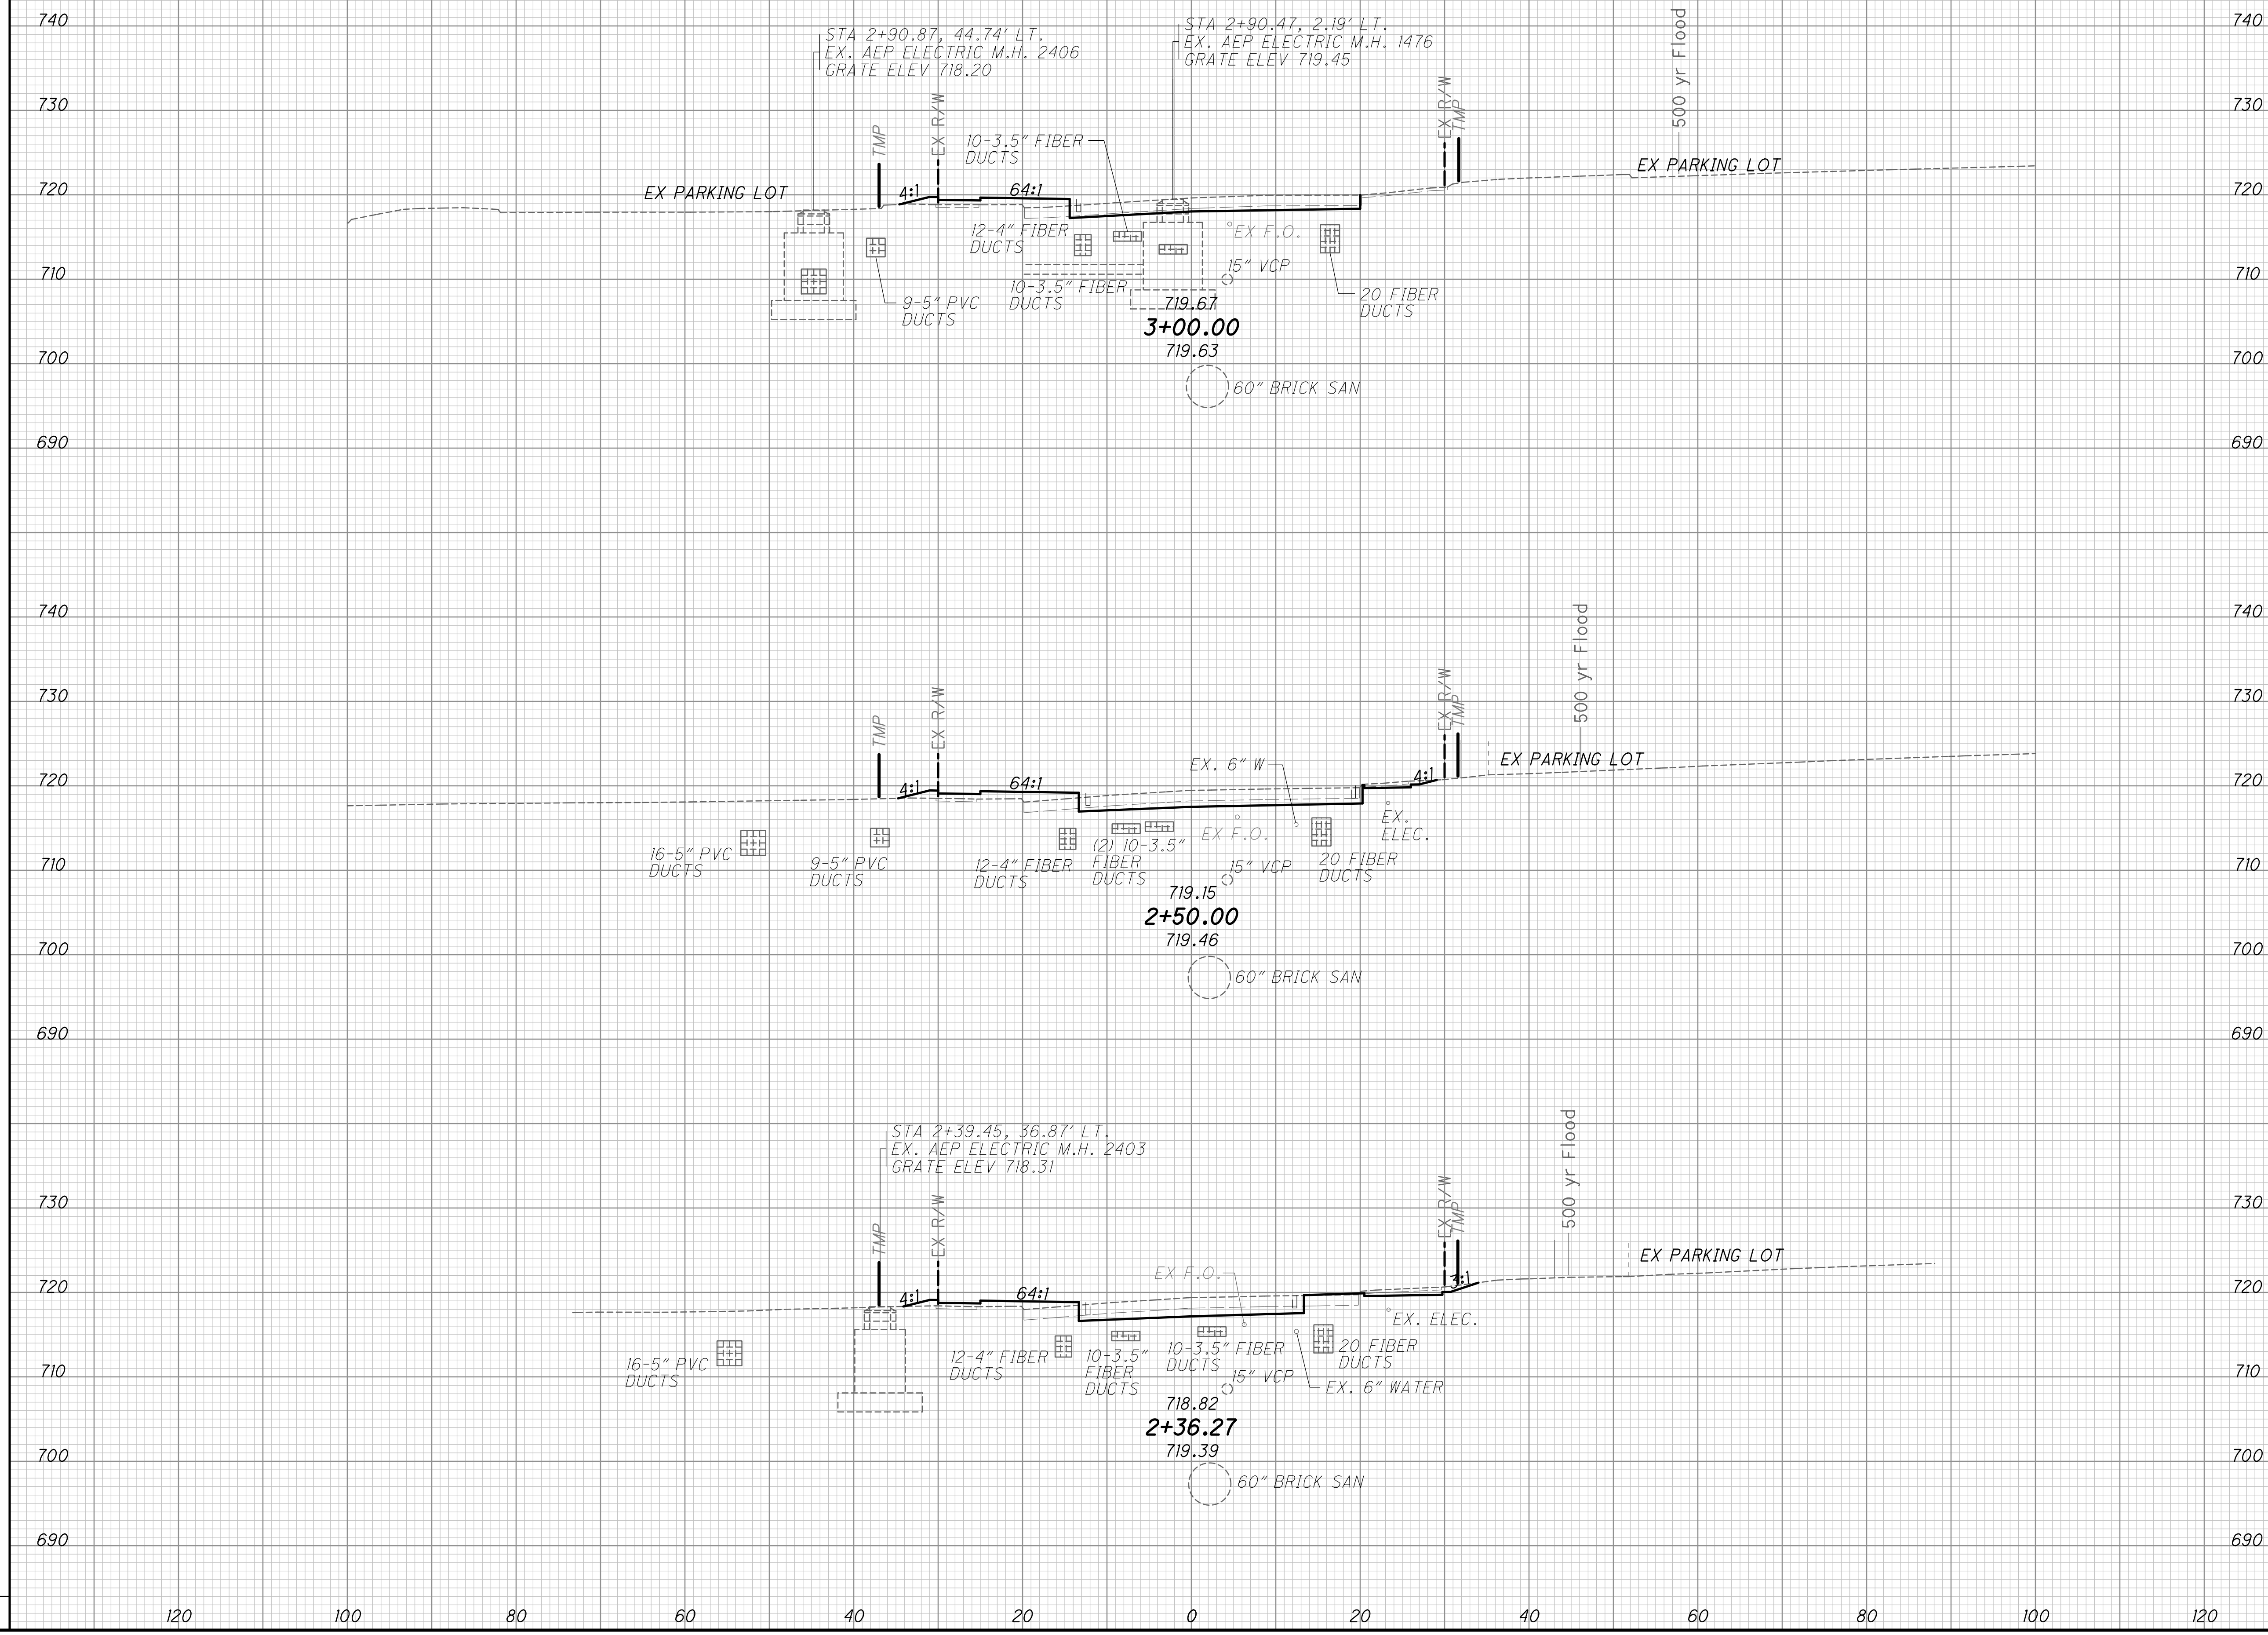 740
740
STA 2+90.87, 44.74' LT.
EX. AEP ELECTRIC M.H. 2406
GRATE ELEV 718.20
STA 2+90.47, 2.19' LT.
EX. AEP ELECTRIC M.H. 1476
GRATE ELEV 719.45
500 yr Flood
730
730
TMP
EX R/W
10-3.5" FIBER
DUCTS
EX R/W
TMP
720
720
EX PARKING LOT
4:1
64:1
EX PARKING LOT
12-4" FIBER
DUCTS
EX F.O.
15" VCP
710
710
9-5" PVC
DUCTS
10-3.5" FIBER
DUCTS
20 FIBER
DUCTS
719.67
3+00.00
719.63
700
700
60" BRICK SAN
690
690
740
740
500 yr Flood
730
730
TMP
EX R/W
EX R/W
TMP
720
720
4:1
64:1
EX. 6" W
4:1
EX PARKING LOT
EX.
ELEC.
EX F.O.
16-5" PVC
DUCTS
9-5" PVC
DUCTS
12-4" FIBER
DUCTS
(2) 10-3.5"
FIBER
DUCTS
15" VCP
20 FIBER
DUCTS
710
710
719.15
2+50.00
719.46
700
700
60" BRICK SAN
690
690
STA 2+39.45, 36.87' LT.
EX. AEP ELECTRIC M.H. 2403
GRATE ELEV 718.31
500 yr Flood
730
730
TMP
EX R/W
EX R/W
TMP
720
720
4:1
64:1
EX F.O.
3:1
EX PARKING LOT
EX. ELEC.
16-5" PVC
DUCTS
12-4" FIBER
DUCTS
10-3.5"
FIBER
DUCTS
10-3.5" FIBER
DUCTS
15" VCP
20 FIBER
DUCTS
EX. 6" WATER
710
710
718.82
2+36.27
719.39
700
700
60" BRICK SAN
690
690
120
100
80
60
40
20
0
20
40
60
80
100
120